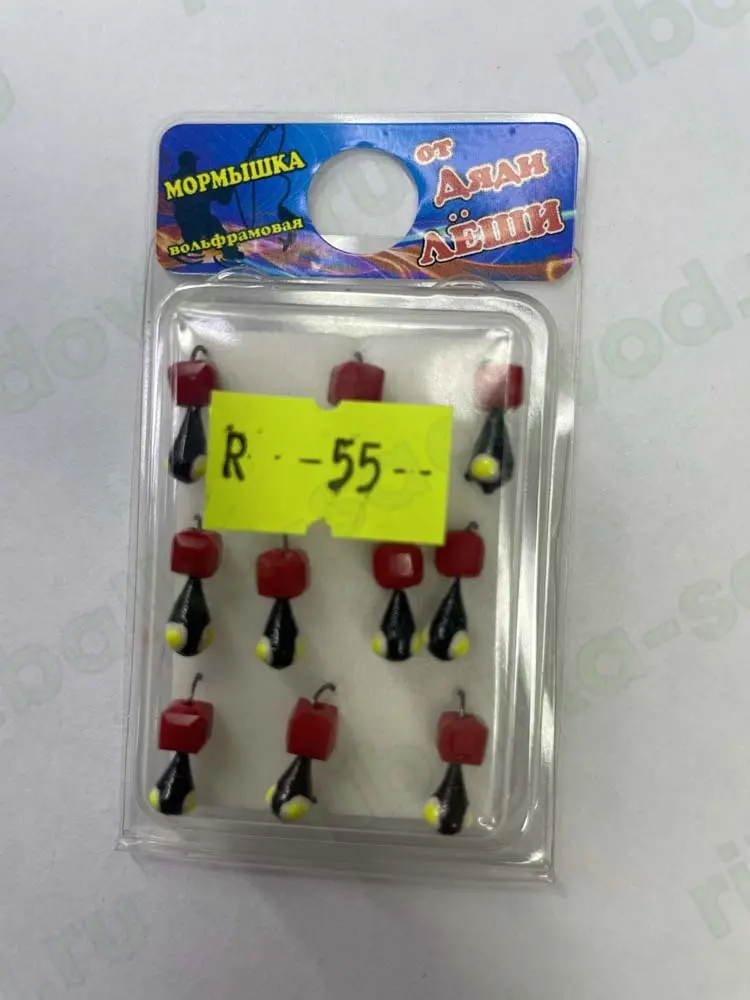 МОРМЫШКА
вольфрамовая
от
Дяди
ЛЁШИ
R - -55--